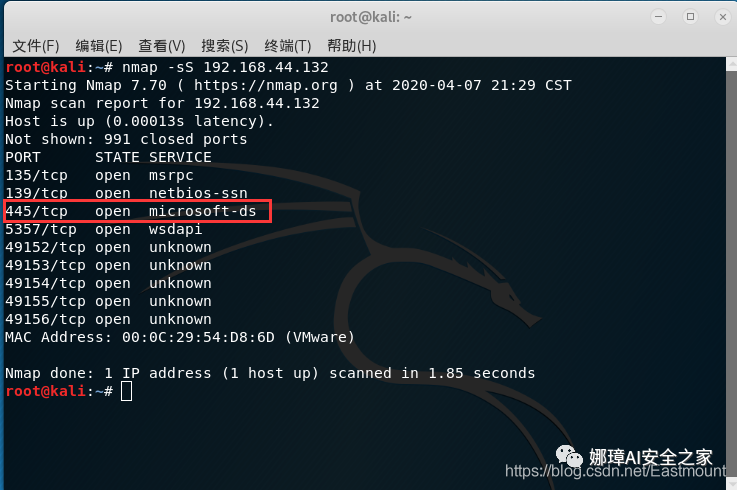 root@kali: ~
文件(F) 编辑(E) 查看(V) 搜索(S) 终端(T) 帮助(H)
root@kali:~# nmap -sS 192.168.44.132
Starting Nmap 7.70 ( https://nmap.org ) at 2020-04-07 21:29 CST
Nmap scan report for 192.168.44.132
Host is up (0.00013s latency).
Not shown: 991 closed ports
PORT      STATE SERVICE
135/tcp   open  msrpc
139/tcp   open  netbios-ssn
445/tcp   open  microsoft-ds
5357/tcp  open  wsdapi
49152/tcp open  unknown
49153/tcp open  unknown
49154/tcp open  unknown
49155/tcp open  unknown
49156/tcp open  unknown
MAC Address: 00:0C:29:54:D8:6D (VMware)
Nmap done: 1 IP address (1 host up) scanned in 1.85 seconds
root@kali:~#
娜璋AI安全之家
https://blog.csdn.net/Eastmount